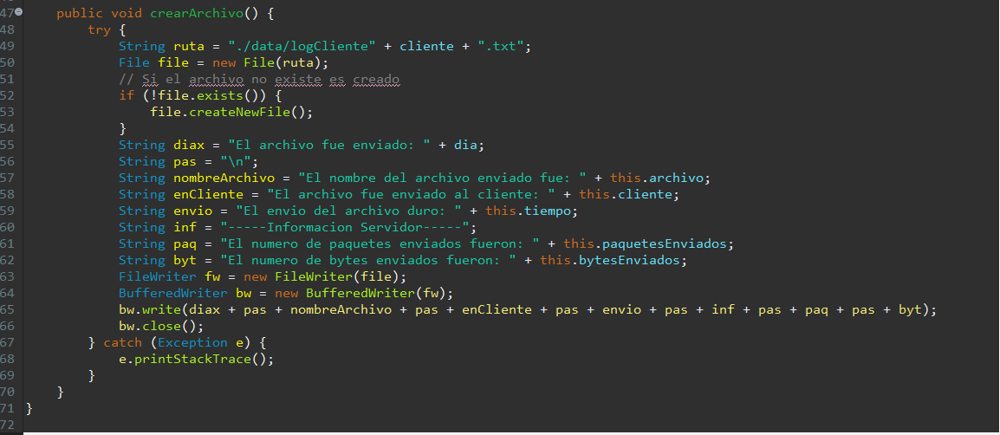 47 public void crearArchivo() {
48 try {
49 String ruta = "./data/logCliente" + cliente + ".txt";
50 File file = new File(ruta);
51 // Si el archivo no existe es creado
52 if (!file.exists()) {
53 file.createNewFile();
54 }
55 String diax = "El archivo fue enviado: " + dia;
56 String pas = "\n";
57 String nombreArchivo = "El nombre del archivo enviado fue: " + this.archivo;
58 String enCliente = "El archivo fue enviado al cliente: " + this.cliente;
59 String envio = "El envio del archivo duro: " + this.tiempo;
60 String inf = "-----Informacion Servidor-----";
61 String paq = "El numero de paquetes enviados fueron: " + this.paquetesEnviados;
62 String byt = "El numero de bytes enviados fueron: " + this.bytesEnviados;
63 FileWriter fw = new FileWriter(file);
64 BufferedWriter bw = new BufferedWriter(fw);
65 bw.write(diax + pas + nombreArchivo + pas + enCliente + pas + envio + pas + inf + pas + paq + pas + byt);
66 bw.close();
67 } catch (Exception e) {
68 e.printStackTrace();
69 }
70 }
71 }
72